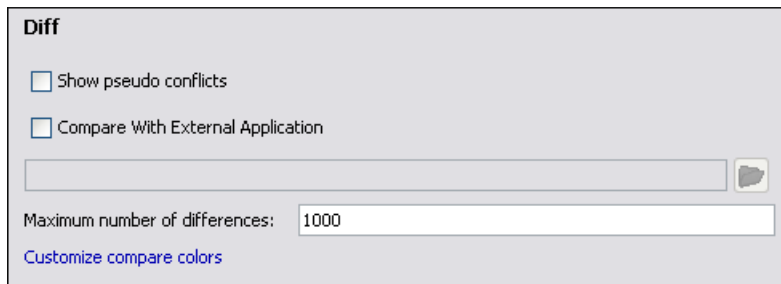 Diff
Show pseudo conflicts
Compare With External Application
Maximum number of differences: 1000
Customize compare colors